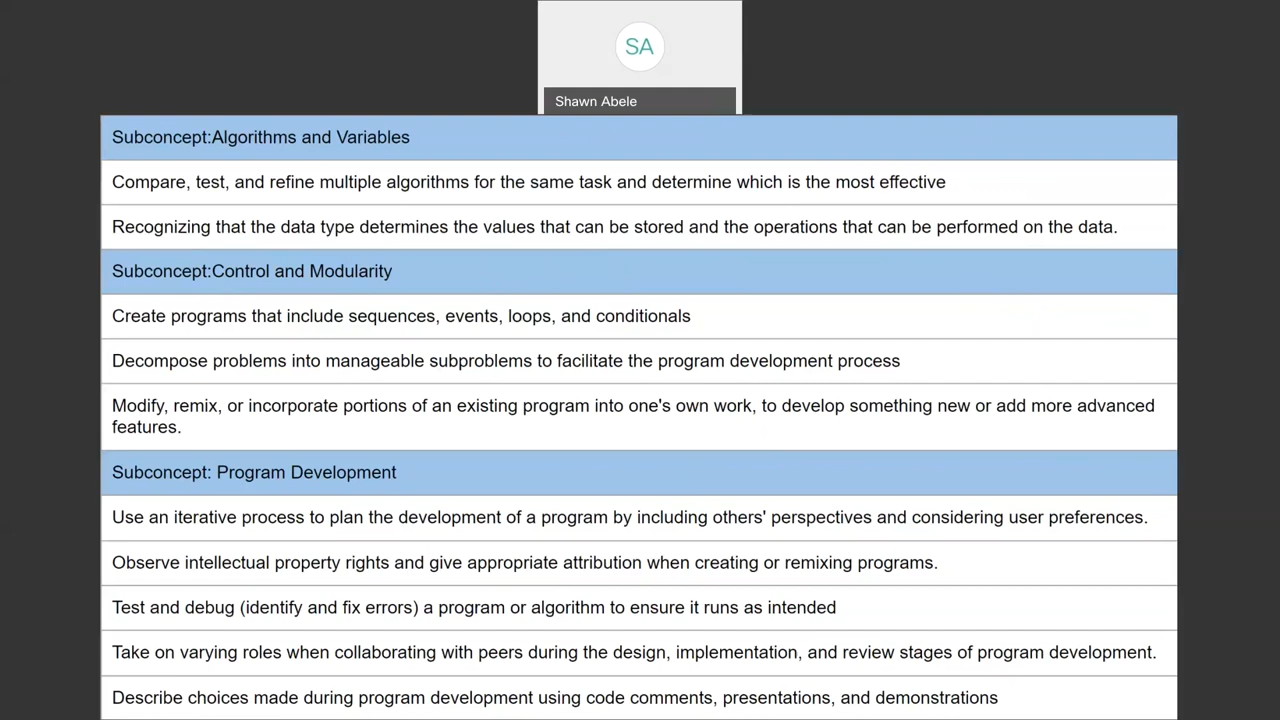 SA
Shawn Abele
Subconcept:Algorithms and Variables
Compare, test, and refine multiple algorithms for the same task and determine which is the most effective
Recognizing that the data type determines the values that can be stored and the operations that can be performed on the data.
Subconcept:Control and Modularity
Create programs that include sequences, events, loops, and conditionals
Decompose problems into manageable subproblems to facilitate the program development process
Modify, remix, or incorporate portions of an existing program into one's own work, to develop something new or add more advanced
features.
Subconcept: Program Development
Use an iterative process to plan the development of a program by including others' perspectives and considering user preferences.
Observe intellectual property rights and give appropriate attribution when creating or remixing programs.
Test and debug (identify and fix errors) a program or algorithm to ensure it runs as intended
Take on varying roles when collaborating with peers during the design, implementation, and review stages of program development.
Describe choices made during program development using code comments, presentations, and demonstrations